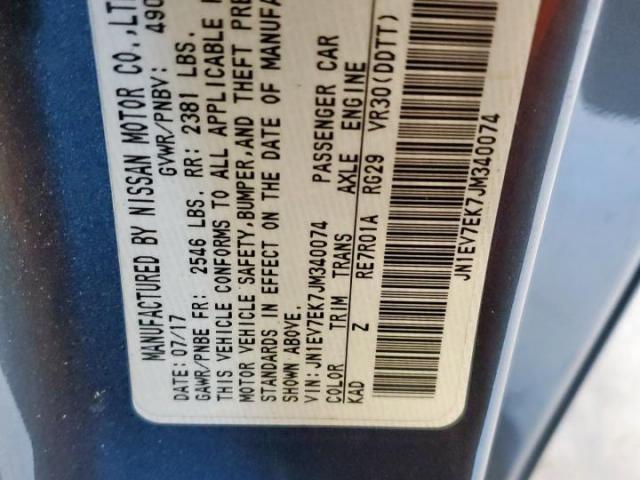 MANUFACTURED BY NISSAN MOTOR CO.,LTD
GVWR/PNBV: 490
DATE: 07/17
GAWR/PNBE FR: 2546 LBS. RR: 2381 LBS.
THIS VEHICLE CONFORMS TO ALL APPLICABLE
MOTOR VEHICLE SAFETY,BUMPER,AND THEFT PRE
STANDARDS IN EFFECT ON THE DATE OF MANUFA
SHOWN ABOVE.
VIN:JN1EV7EK7JM340074 PASSENGER CAR
COLOR TRIM TRANS AXLE ENGINE
KAD Z RE7R01A RG29 VR30(DDTT)
JN1EV7EK7JM340074